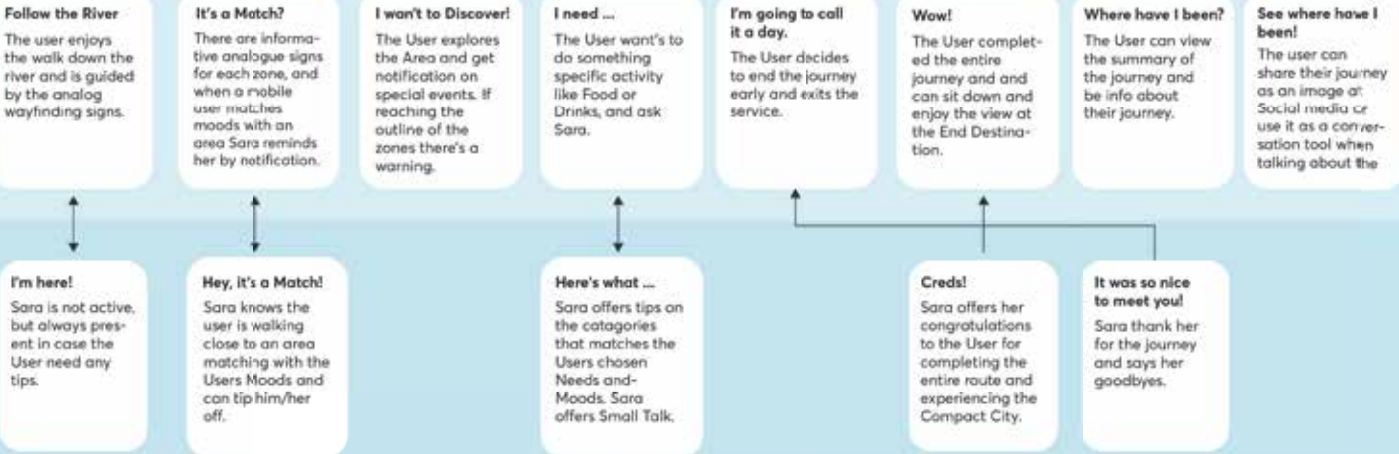 Follow the River
The user enjoys
the walk down the
river and is guided
by the analog
wayfinding signs.
It's a Match?
There are informa-
tive analogue signs
for each zone, and
when a mobile
user matches
moods with an
area Sara reminds
her by notification.
I wan't to Discover!
The User explores
the Area and get
notification on
special events. If
reaching the
outline of the
zones there's a
warning.
I need ...
The User want's to
do something
specific activity
like Food or
Drinks, and ask
Sara.
I'm going to call
it a day.
The User decides
to end the journey
early and exits the
service.
Wow!
The User complet-
ed the entire
journey and and
can sit down and
enjoy the view at
the End Destina-
tion.
Where have I been?
The User can view
the summary of
the journey and
be info about
their journey.
See where have I
been!
The user can
share their journey
as an image at
Social media or
use it as a conver-
sation tool when
talking about the
I'm here!
Sara is not active,
but always pres-
ent in case the
User need any
tips.
Hey, it's a Match!
Sara knows the
user is walking
close to an area
matching with the
Users Moods and
can tip him/her
off.
Here's what ...
Sara offers tips on
the catagories
that matches the
Users chosen
Needs and-
Moods. Sara
offers Small Talk.
Creds!
Sara offers her
congratulations
to the User for
completing the
entire route and
experiencing the
Compact City.
It was so nice
to meet you!
Sara thank her
for the journey
and says her
goodbyes.